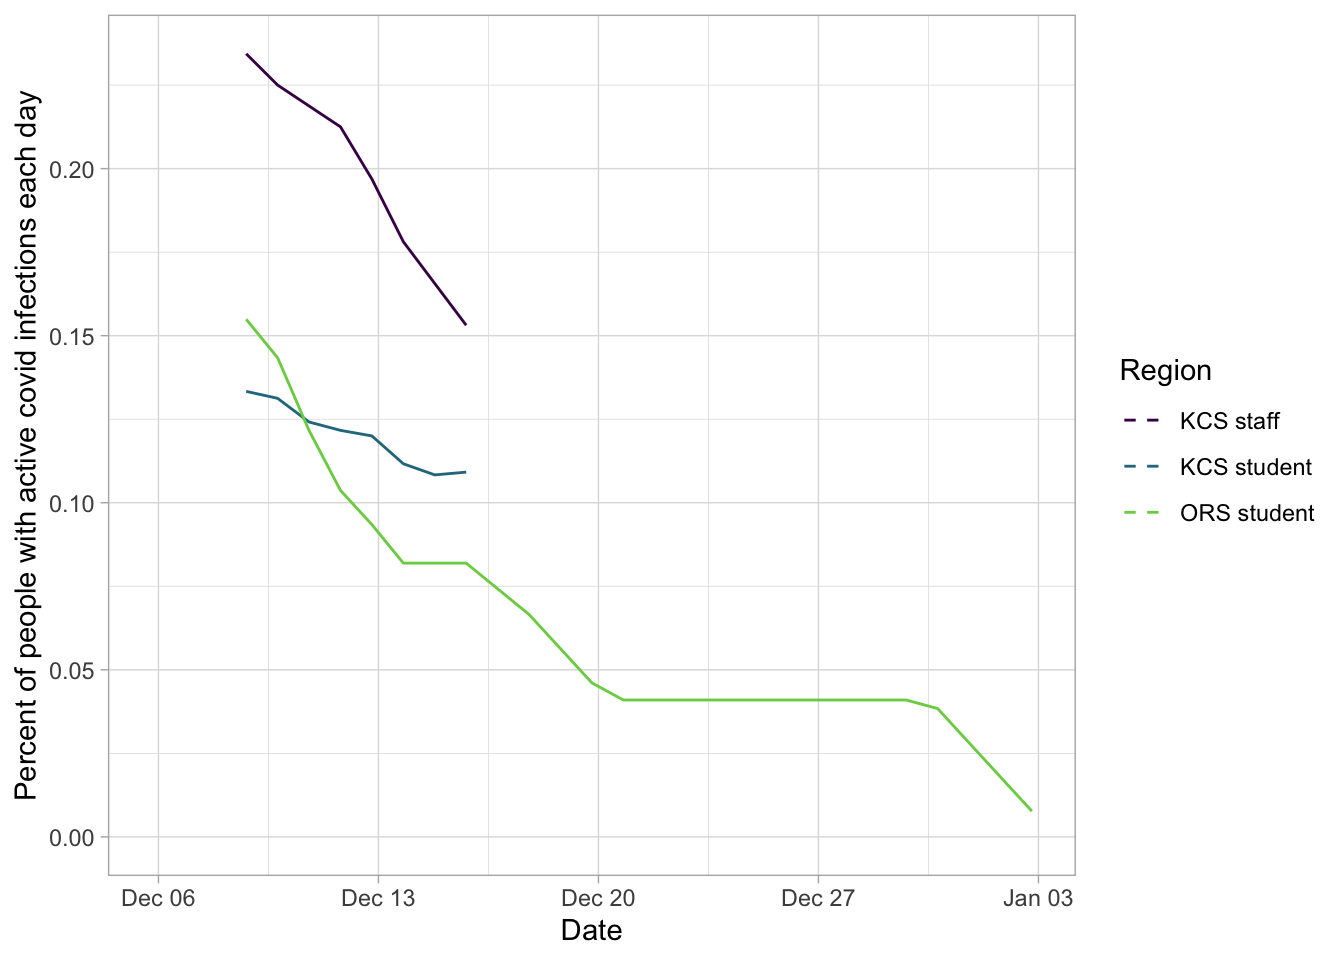 Percent of people with active covid infections each day
0.20
0.15
0.10
0.05
0.00
Dec 06
Dec 13
Dec 20
Dec 27
Jan 03
Date
Region
KCS staff
KCS student
ORS student